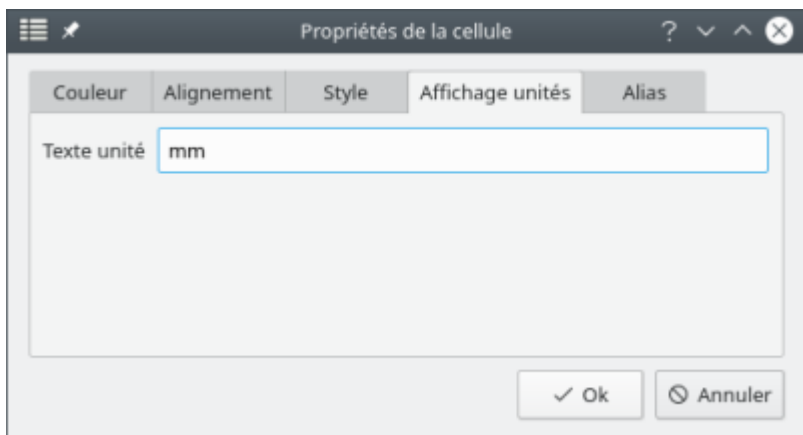 Propriétés de la cellule ?
Couleur Alignement Style Affichage unités Alias
Texte unité mm
Ok Annuler